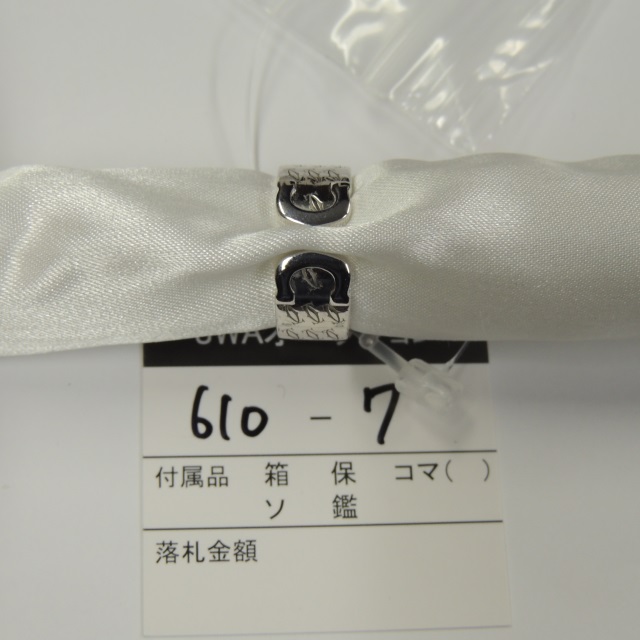 610 - 7
付属品 箱 保 コマ( )
ソ 鑑
落札金額